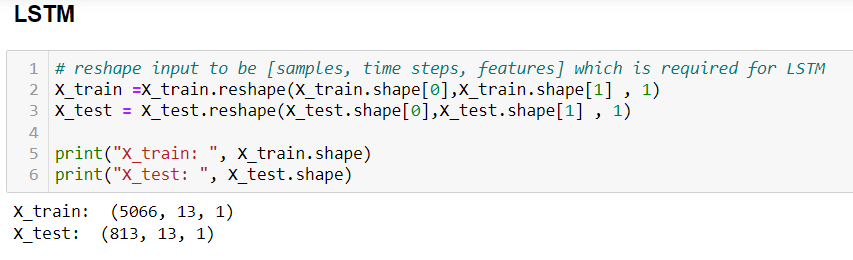 LSTM
1 # reshape input to be [samples, time steps, features] which is required for LSTM
2 X_train =X_train.reshape(X_train.shape[0],X_train.shape[1] , 1)
3 X_test = X_test.reshape(X_test.shape[0],X_test.shape[1] , 1)
4
5 print("X_train: ", X_train.shape)
6 print("X_test: ", X_test.shape)
X_train:  (5066, 13, 1)
X_test:  (813, 13, 1)